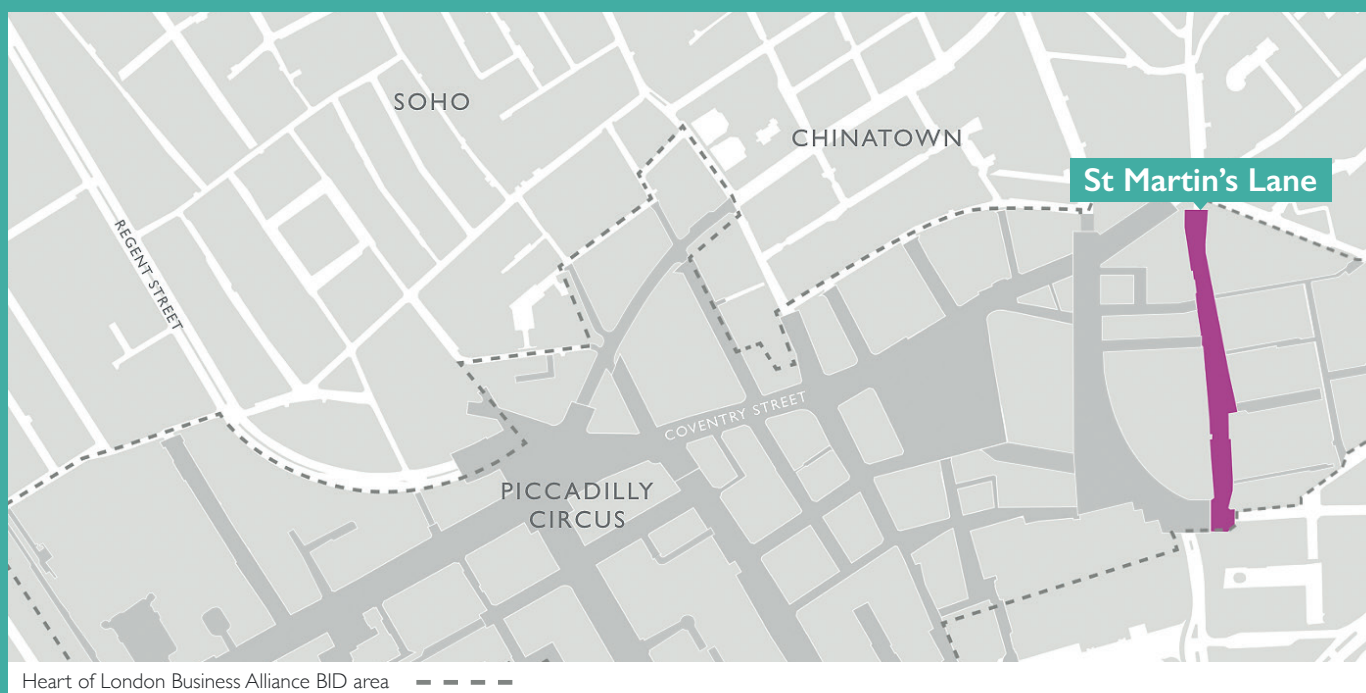 SOHO
CHINATOWN
St Martin's Lane
REGENT STREET
COVENTRY STREET
PICCADILLY
CIRCUS
Heart of London Business Alliance BID area